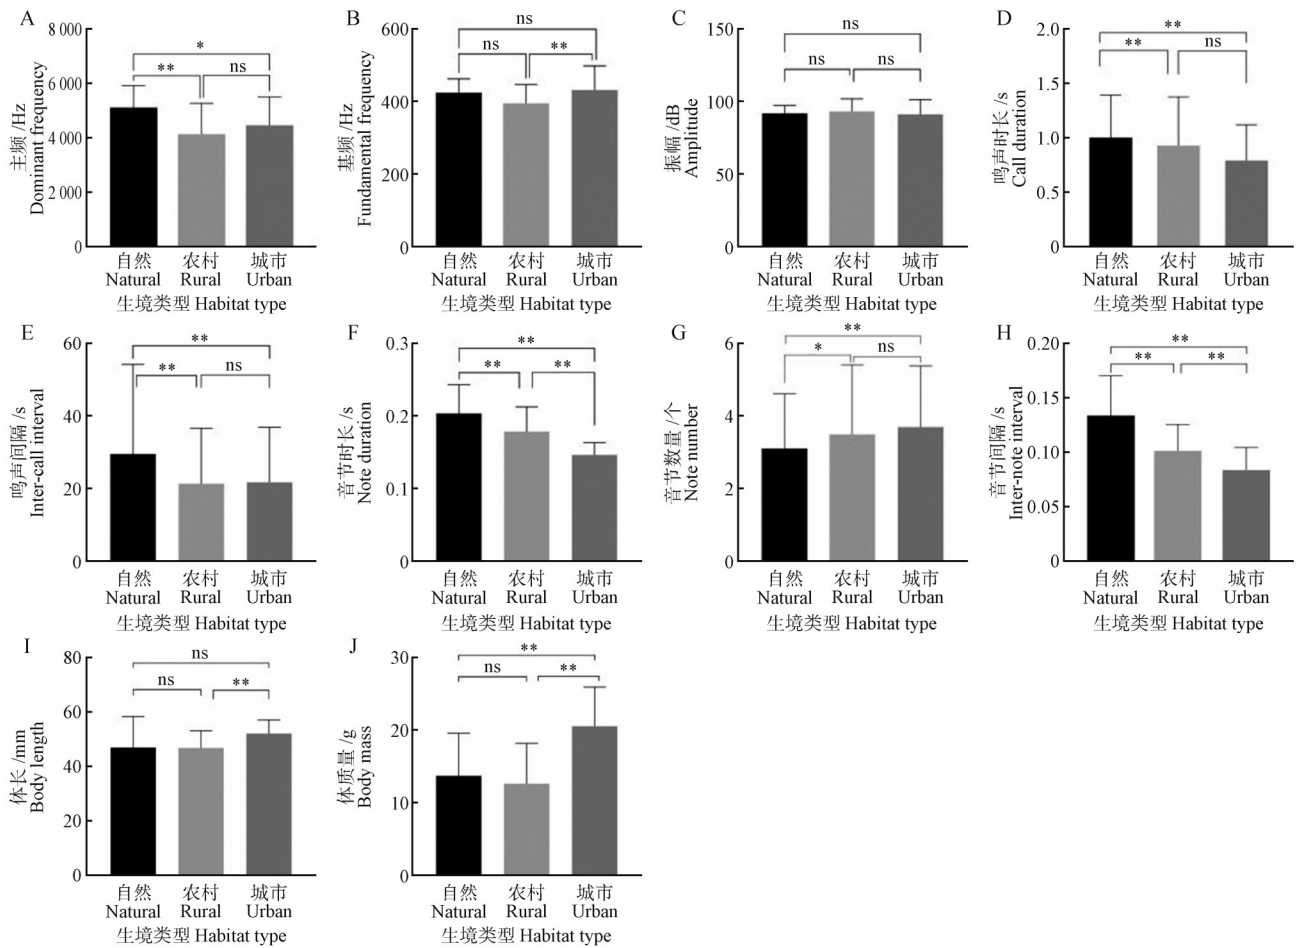 A
主频 /Hz
Dominant frequency
8 000
6 000
4 000
2 000
0
*
**
ns
自然
Natural
农村
Rural
城市
Urban
生境类型 Habitat type
B
基频 /Hz
Fundamental frequency
600
400
200
0
ns
ns
**
自然
Natural
农村
Rural
城市
Urban
生境类型 Habitat type
C
振幅 /dB
Amplitude
150
100
50
0
ns
ns
ns
自然
Natural
农村
Rural
城市
Urban
生境类型 Habitat type
D
鸣声时长 /s
Call duration
2.0
1.5
1.0
0.5
0
**
**
ns
自然
Natural
农村
Rural
城市
Urban
生境类型 Habitat type
E
鸣声间隔 /s
Inter-call interval
60
40
20
0
**
**
ns
自然
Natural
农村
Rural
城市
Urban
生境类型 Habitat type
F
音节时长 /s
Note duration
0.3
0.2
0.1
0
**
**
**
自然
Natural
农村
Rural
城市
Urban
生境类型 Habitat type
G
音节数量 /个
Note number
6
4
2
0
**
*
ns
自然
Natural
农村
Rural
城市
Urban
生境类型 Habitat type
H
音节间隔 /s
Inter-note interval
0.20
0.15
0.10
0.05
0
**
**
**
自然
Natural
农村
Rural
城市
Urban
生境类型 Habitat type
I
体长 /mm
Body length
80
60
40
20
0
ns
ns
**
自然
Natural
农村
Rural
城市
Urban
生境类型 Habitat type
J
体质量 /g
Body mass
30
20
10
0
**
ns
**
自然
Natural
农村
Rural
城市
Urban
生境类型 Habitat type